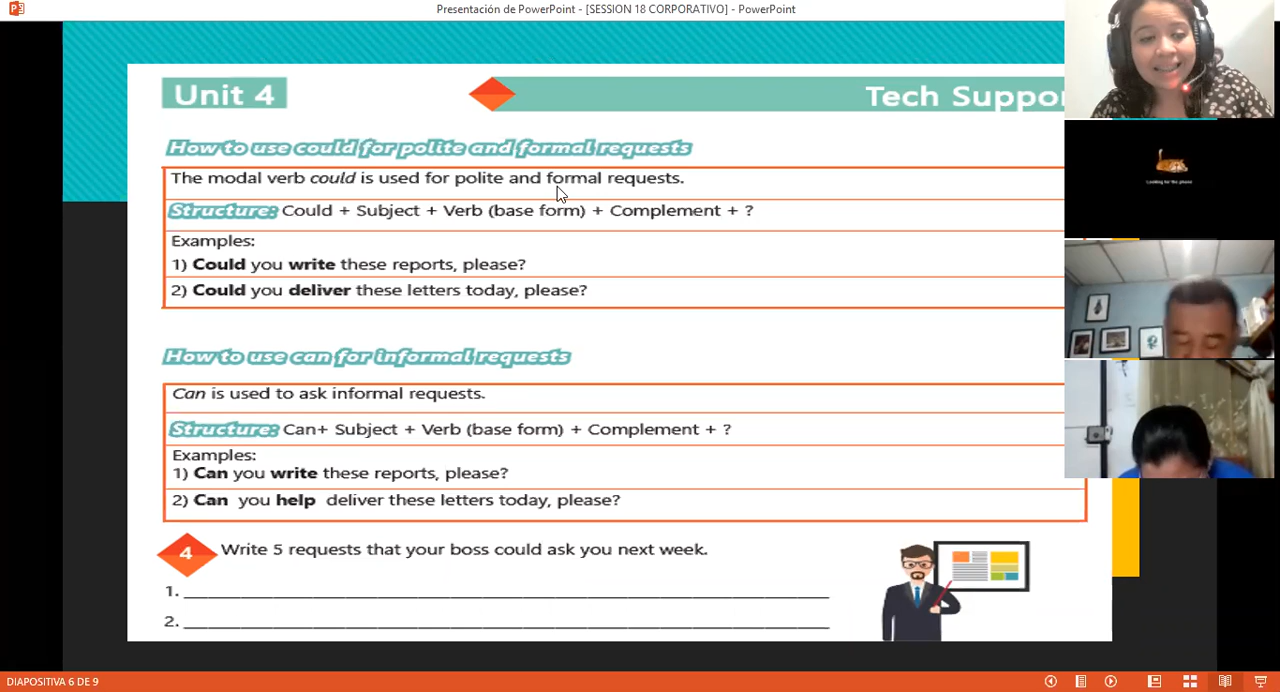 Presentación de PowerPoint - [SESSION 18 CORPORATIVO] - PowerPoint
Unit 4
Tech Suppor
How to use could for polite and formal requests
The modal verb could is used for polite and formal requests.
Structure: Could + Subject + Verb (base form) + Complement + ?
Examples:
1) Could you write these reports, please?
2) Could you deliver these letters today, please?
How to use can for informal requests
Can is used to ask informal requests.
Structure: Can+ Subject + Verb (base form) + Complement + ?
Examples:
1) Can you write these reports, please?
2) Can you help deliver these letters today, please?
4 Write 5 requests that your boss could ask you next week.
1.
2.
Looking for the phone
DIAPOSITIVA 6 DE 9